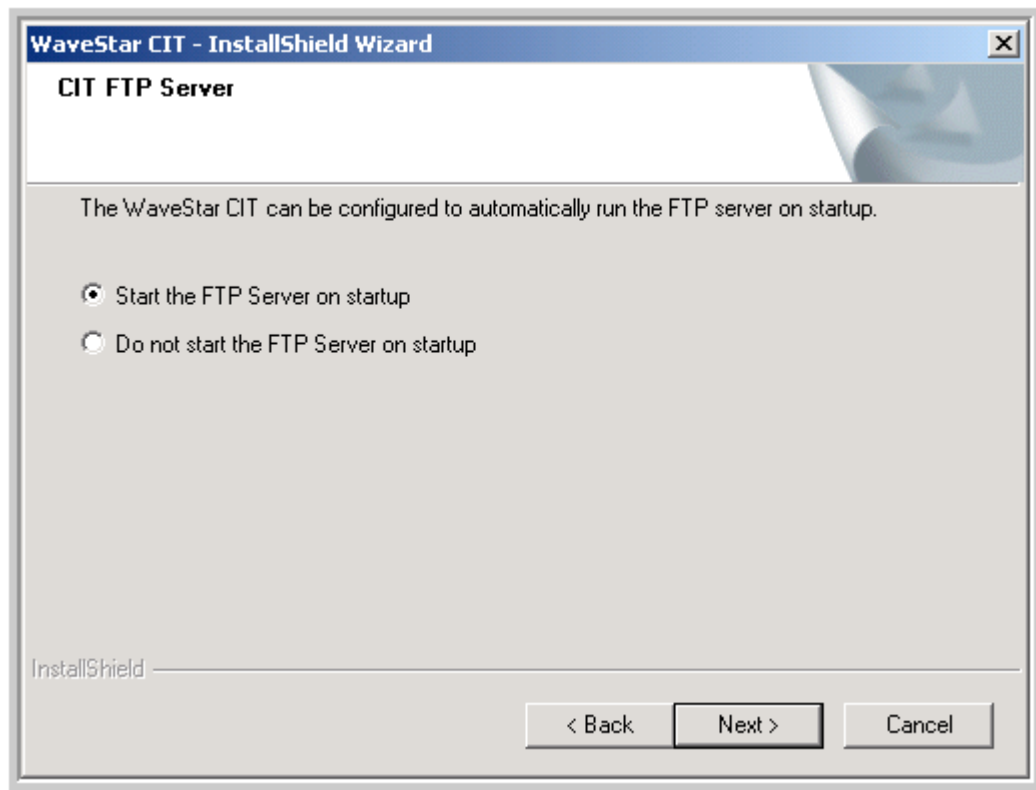 WaveStar CIT - InstallShield Wizard
CIT FTP Server
The WaveStar CIT can be configured to automatically run the FTP server on startup.
Start the FTP Server on startup
Do not start the FTP Server on startup
InstallShield
< Back
Next >
Cancel